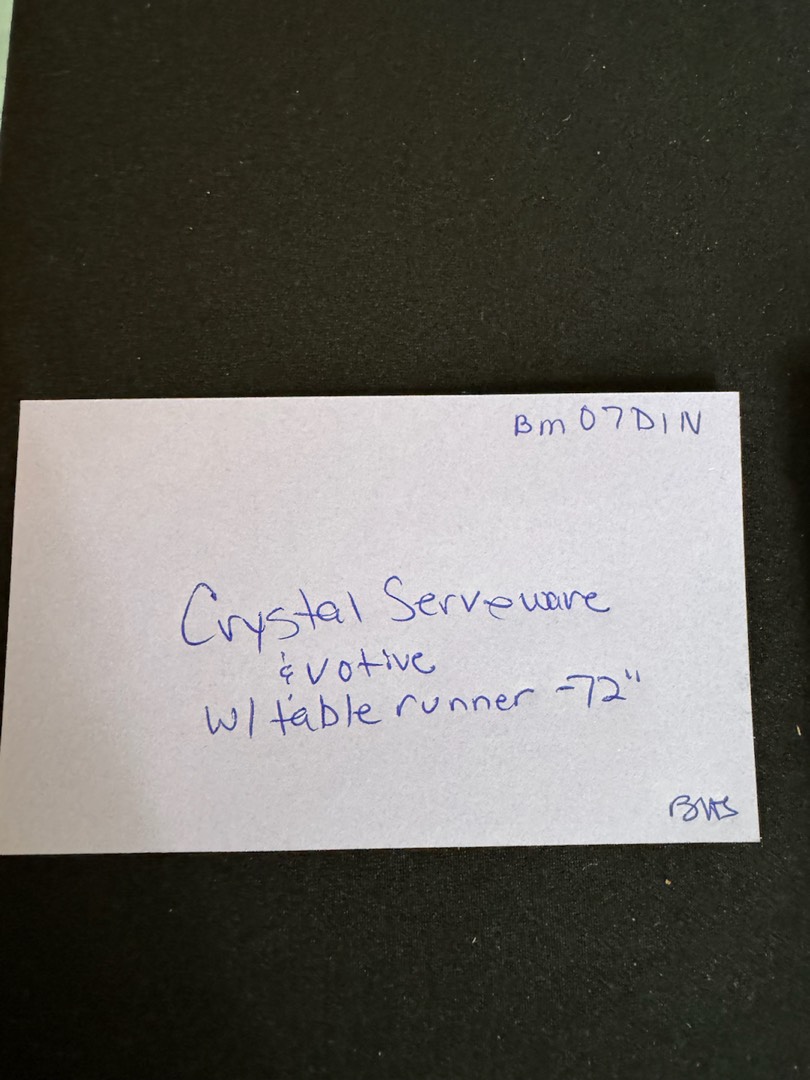 Bm07DIN
Crystal Serveware
& votive
w/ table runner -72"